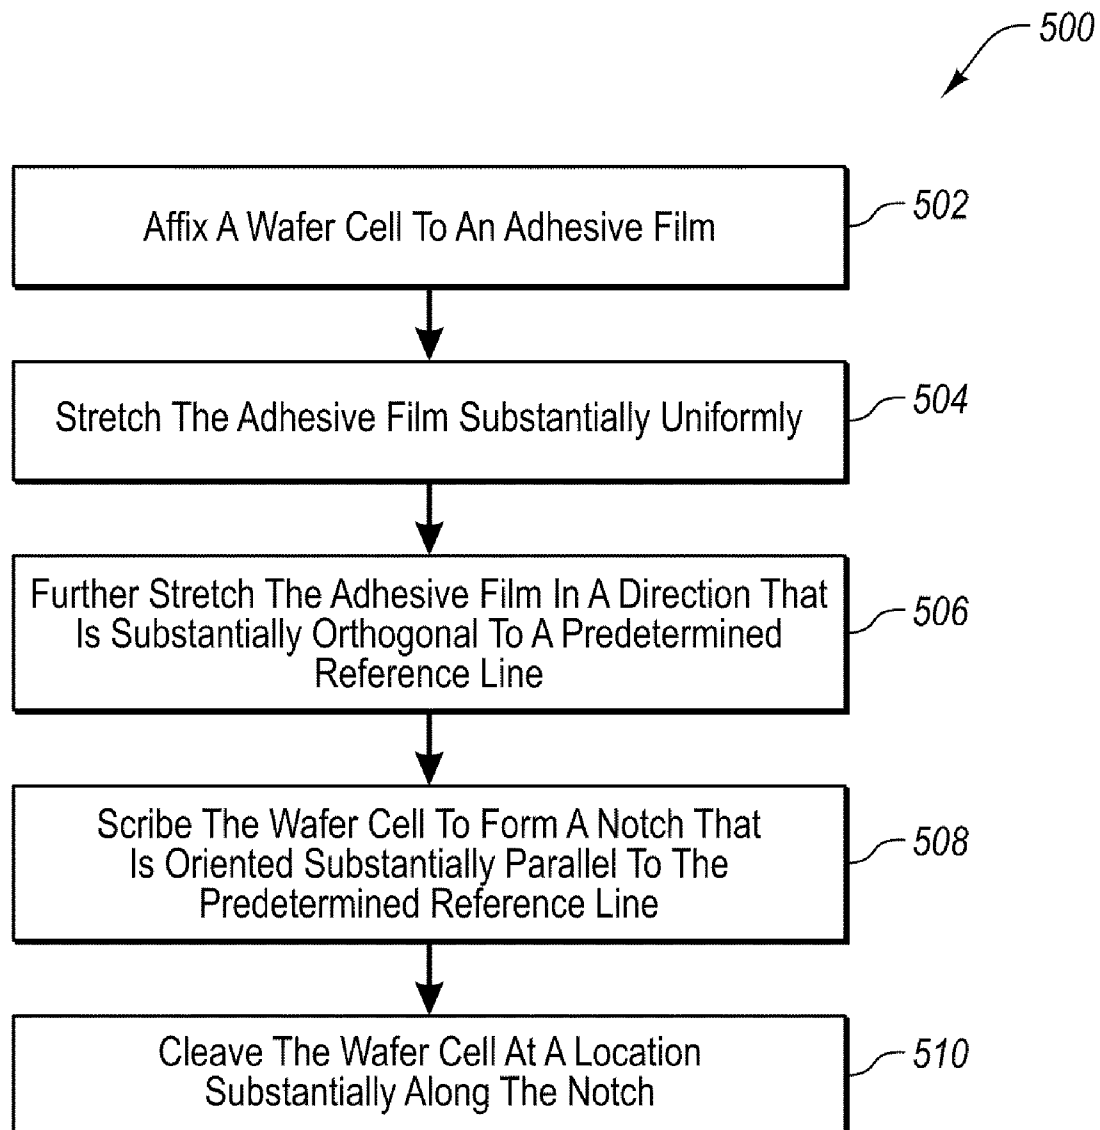 500
Affix A Wafer Cell To An Adhesive Film
502
Stretch The Adhesive Film Substantially Uniformly
504
Further Stretch The Adhesive Film In A Direction That
Is Substantially Orthogonal To A Predetermined
Reference Line
506
Scribe The Wafer Cell To Form A Notch That
Is Oriented Substantially Parallel To The
Predetermined Reference Line
508
Cleave The Wafer Cell At A Location
Substantially Along The Notch
510